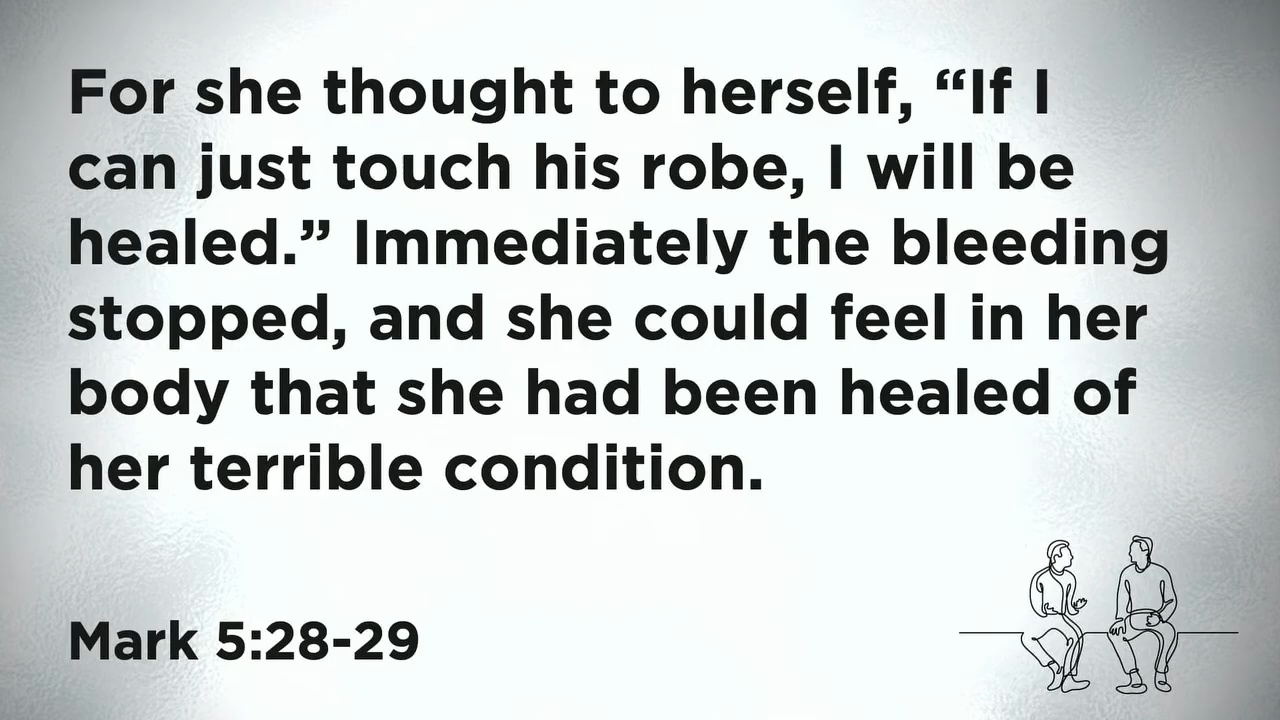 For she thought to herself, “If I
can just touch his robe, I will be
healed.” Immediately the bleeding
stopped, and she could feel in her
body that she had been healed of
her terrible condition.
Mark 5:28-29